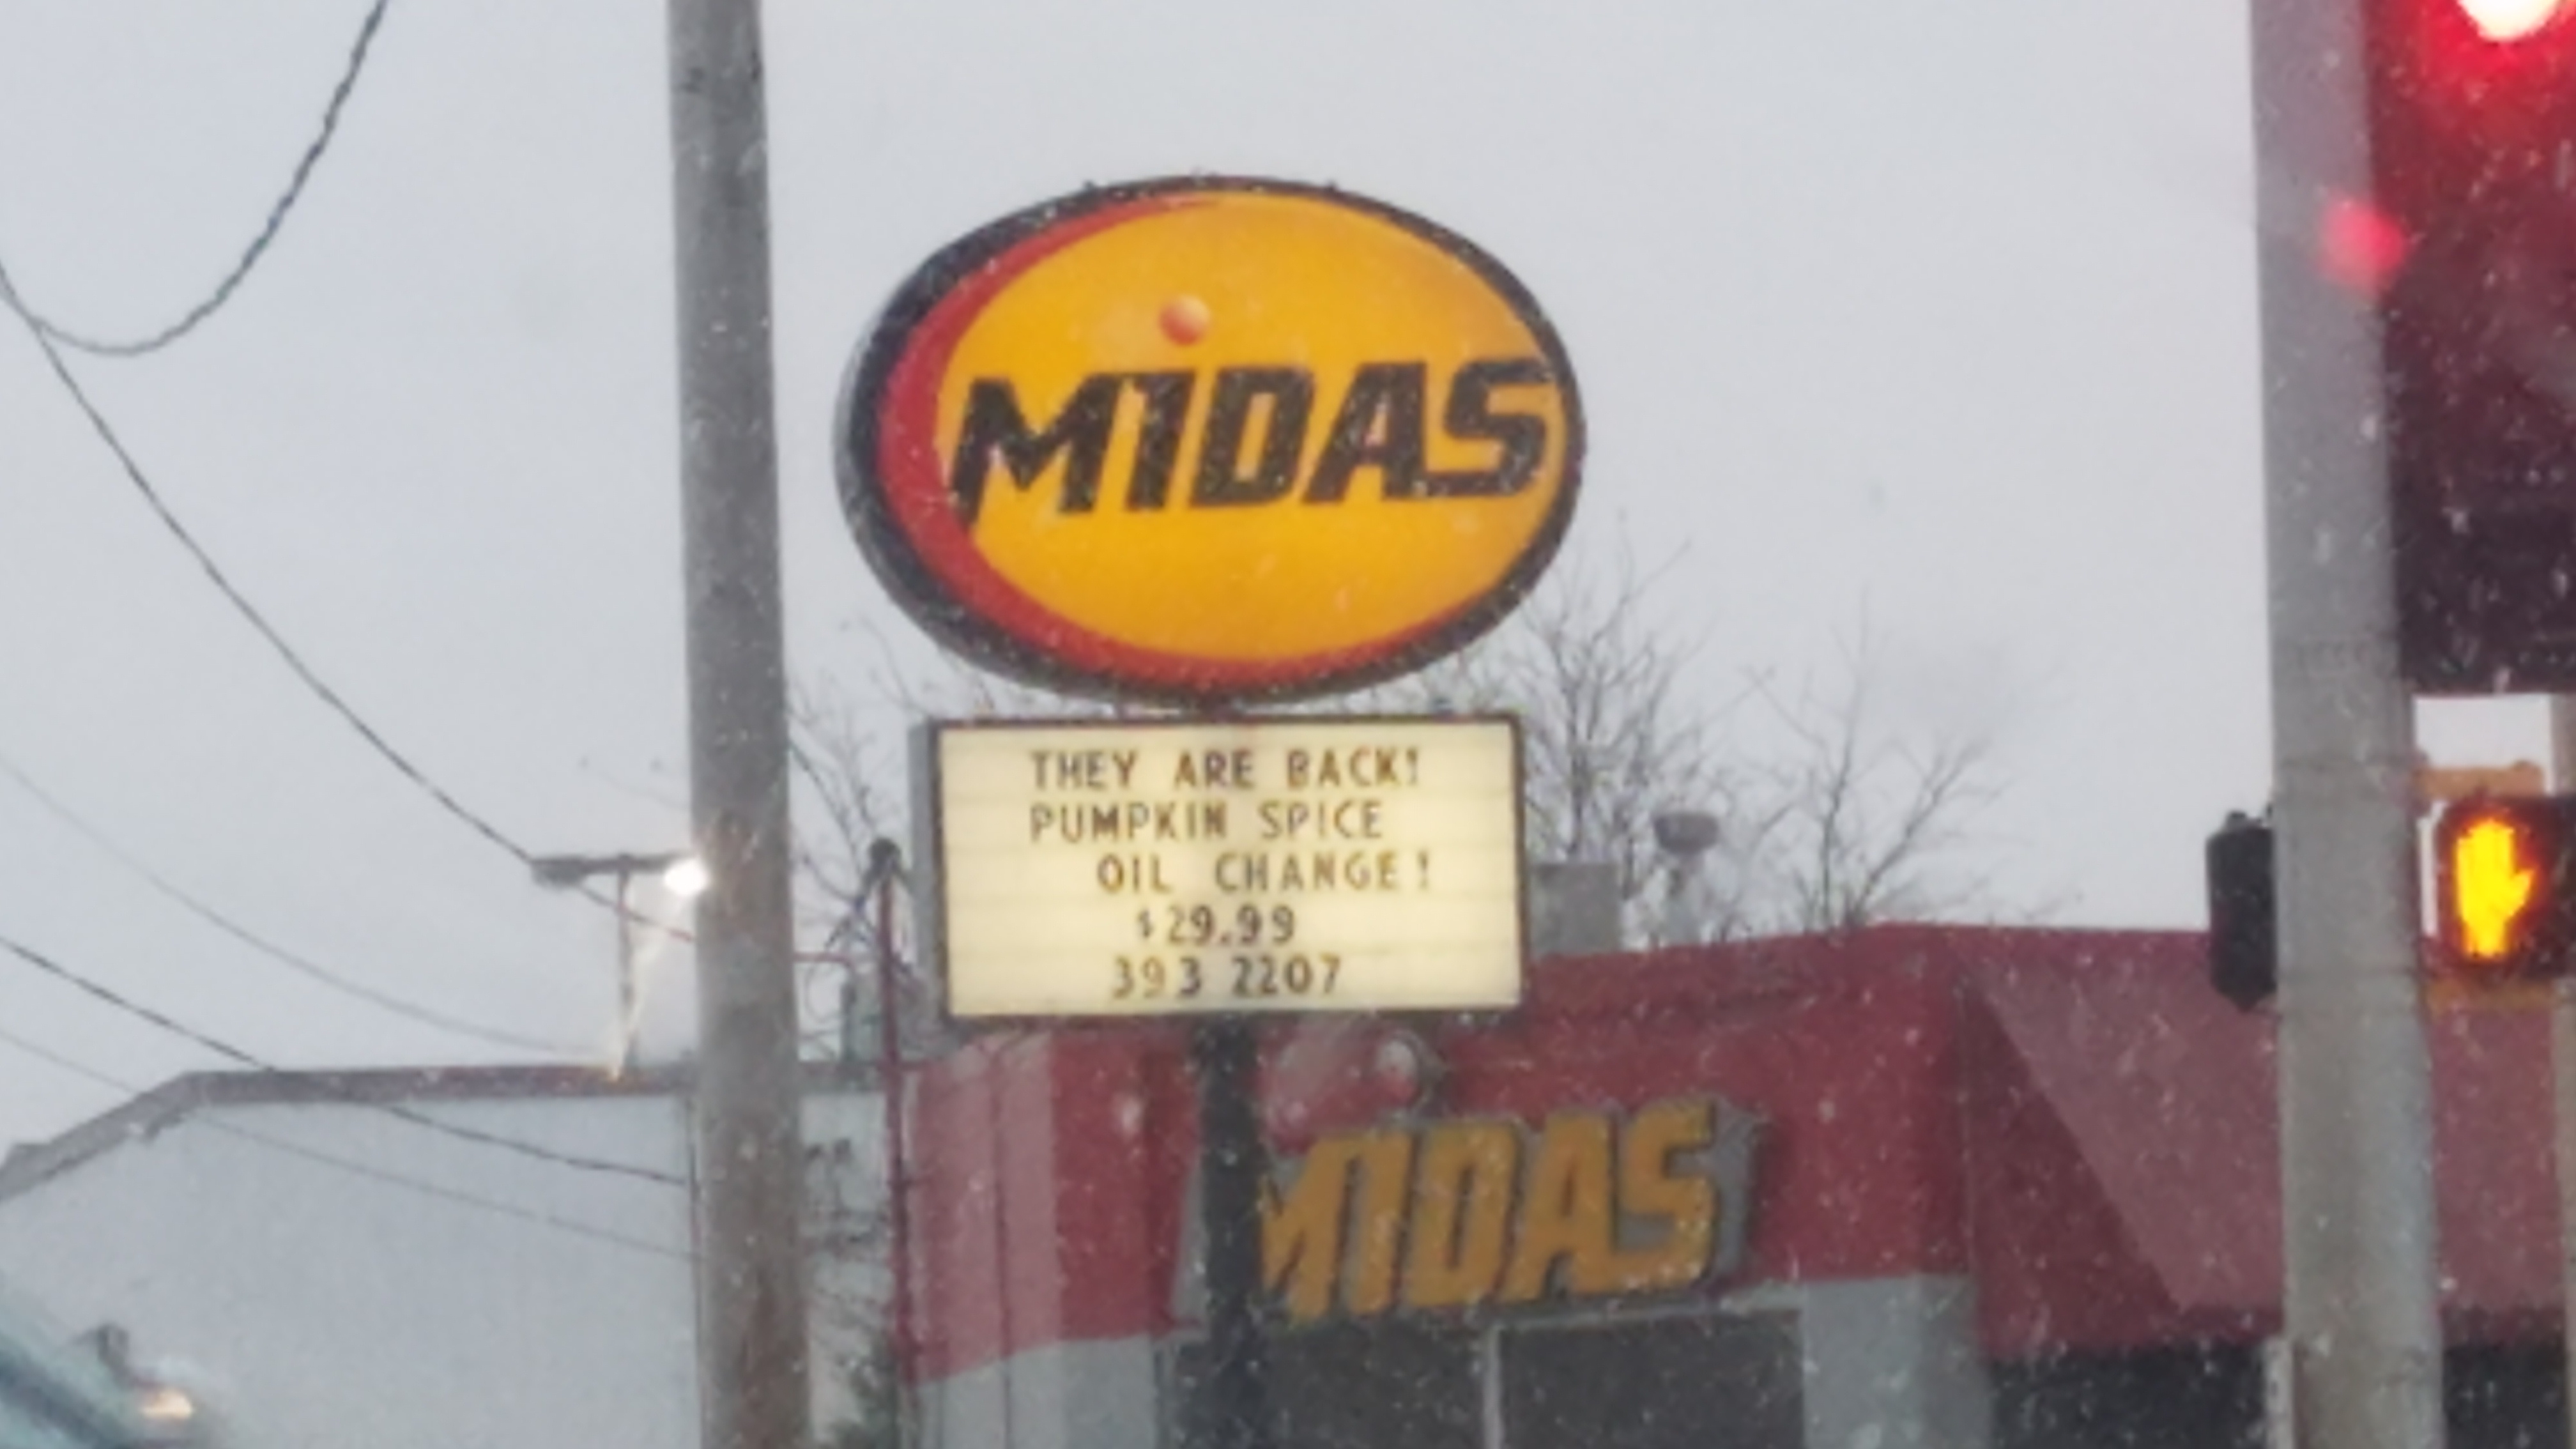 MIDAS
THEY ARE BACK!
PUMPKIN SPICE
OIL CHANGE!
$29.99
393 2207
MIDAS